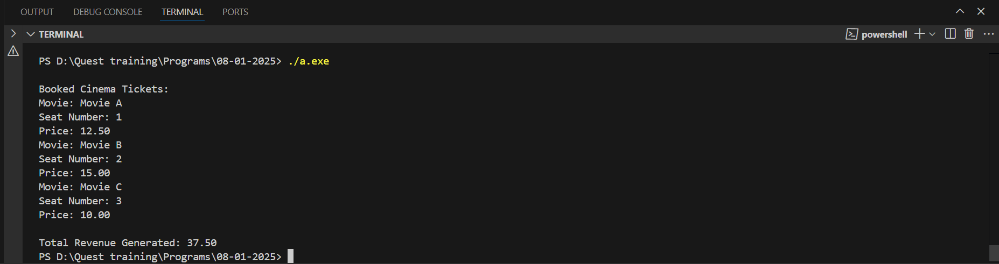 OUTPUT DEBUG CONSOLE TERMINAL PORTS
TERMINAL powershell
PS D:\Quest training\Programs\08-01-2025> ./a.exe
Booked Cinema Tickets:
Movie: Movie A
Seat Number: 1
Price: 12.50
Movie: Movie B
Seat Number: 2
Price: 15.00
Movie: Movie C
Seat Number: 3
Price: 10.00
Total Revenue Generated: 37.50
PS D:\Quest training\Programs\08-01-2025>